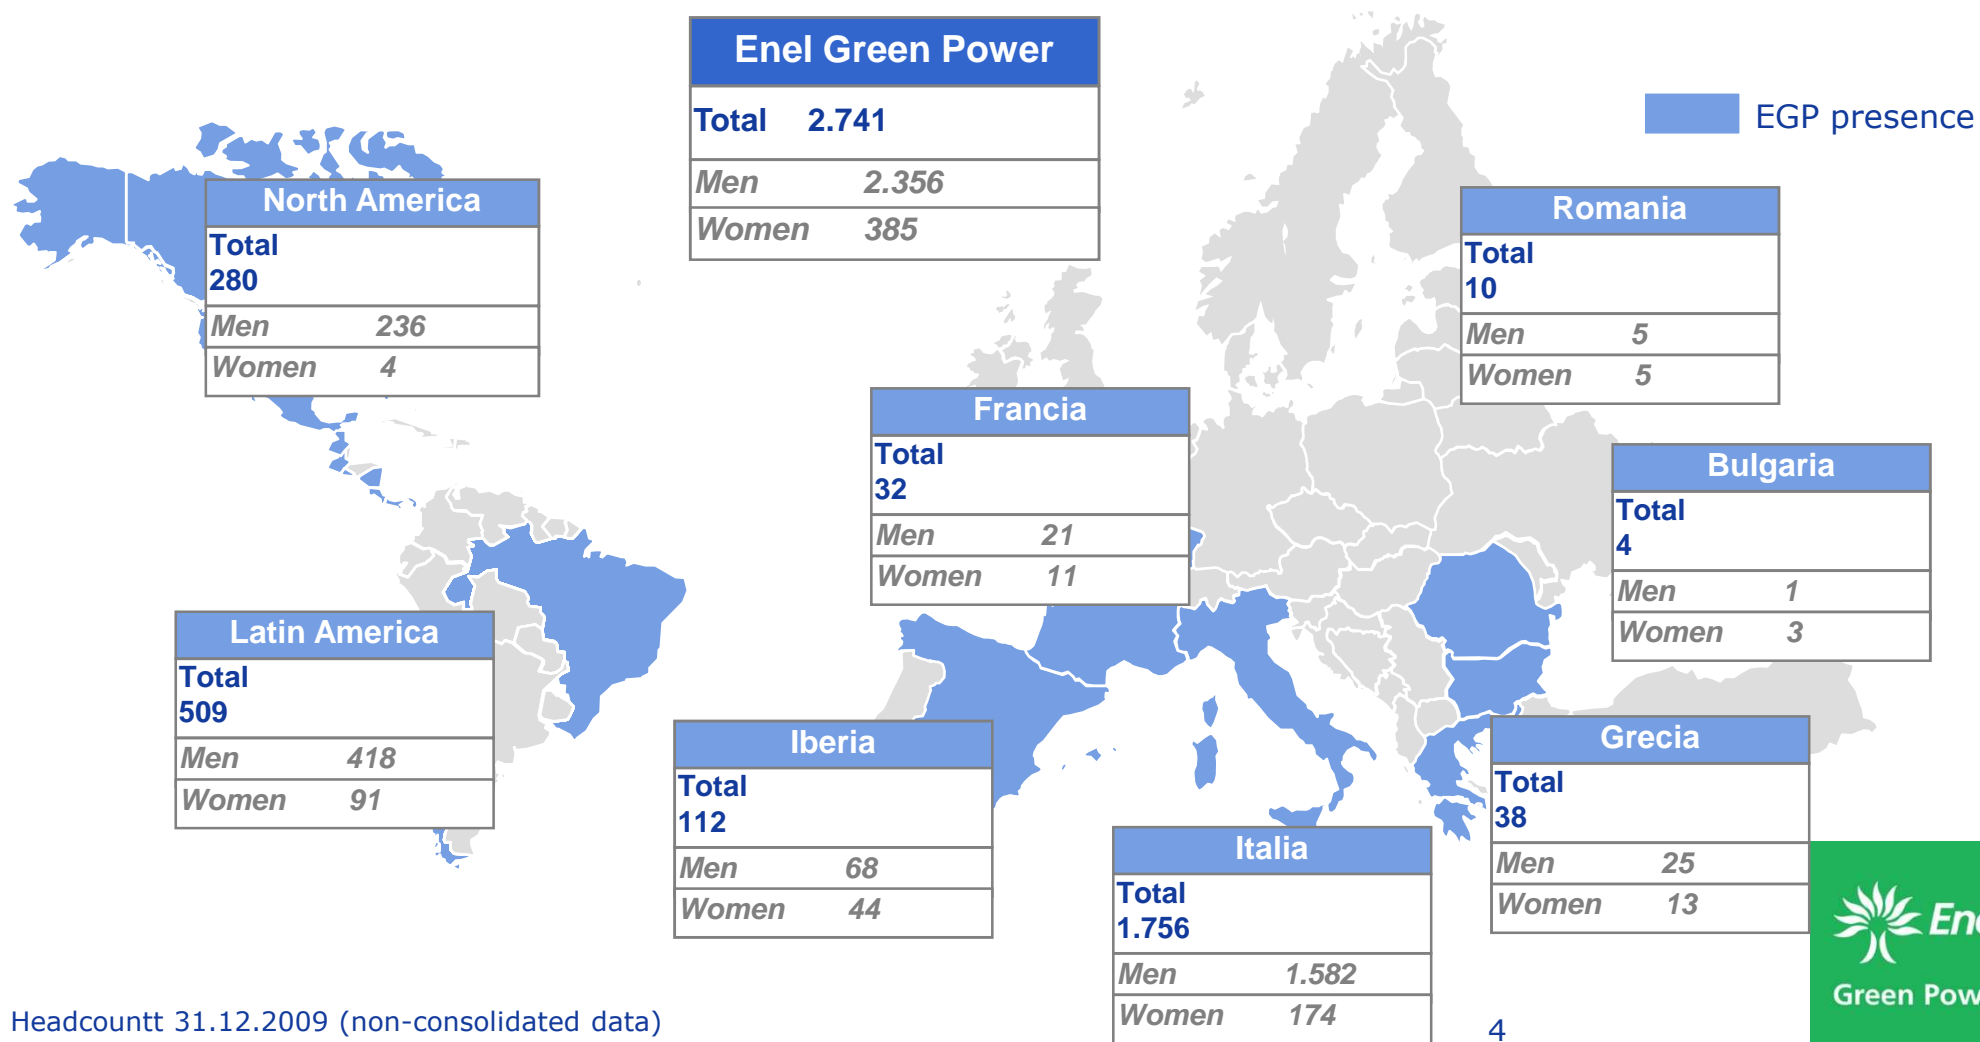 Enel Green Power
Total 2.741
Men 2.356
Women 385
EGP presence
North America
Total
280
Men 236
Women 4
Romania
Total
10
Men 5
Women 5
Francia
Total
32
Men 21
Women 11
Bulgaria
Total
4
Men 1
Women 3
Latin America
Total
509
Men 418
Women 91
Iberia
Total
112
Men 68
Women 44
Italia
Total
1.756
Men 1.582
Women 174
Grecia
Total
38
Men 25
Women 13
Green
Headcountt 31.12.2009 (non-consolidated data)
4